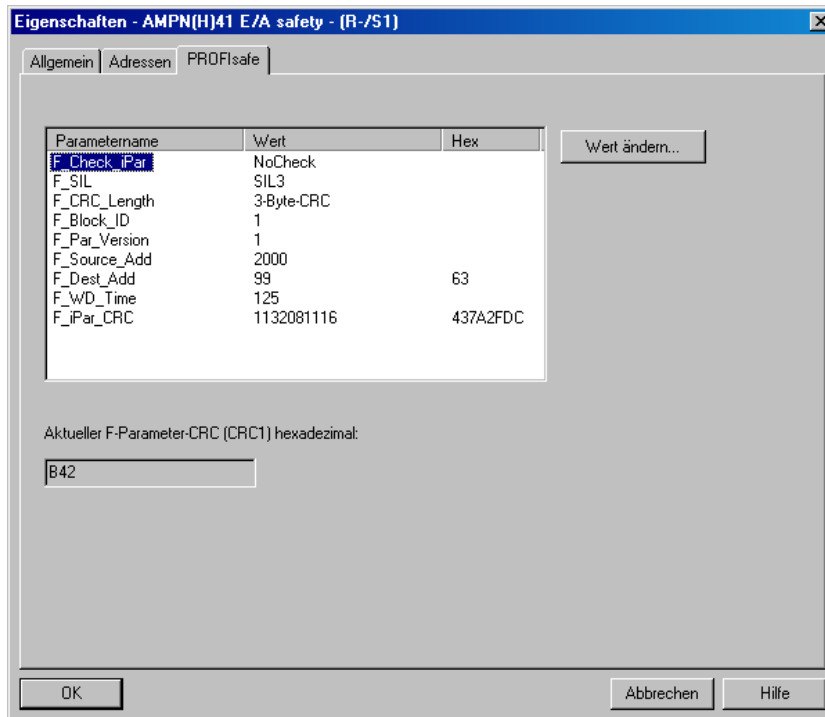 Eigenschaften - AMPN(H)41 E/A safety - (R-/S1)
Allgemein Adressen PROFIsafe
Parametername Wert Hex
F_Check_iPar NoCheck
F_SIL SIL3
F_CRC_Length 3-Byte-CRC
F_Block_ID 1
F_Par_Version 1
F_Source_Add 2000
F_Dest_Add 99 63
F_WD_Time 125
F_iPar_CRC 1132081116 437A2FDC
Wert ändern...
Aktueller F-Parameter-CRC (CRC1) hexadezimal:
B42
OK Abbrechen Hilfe